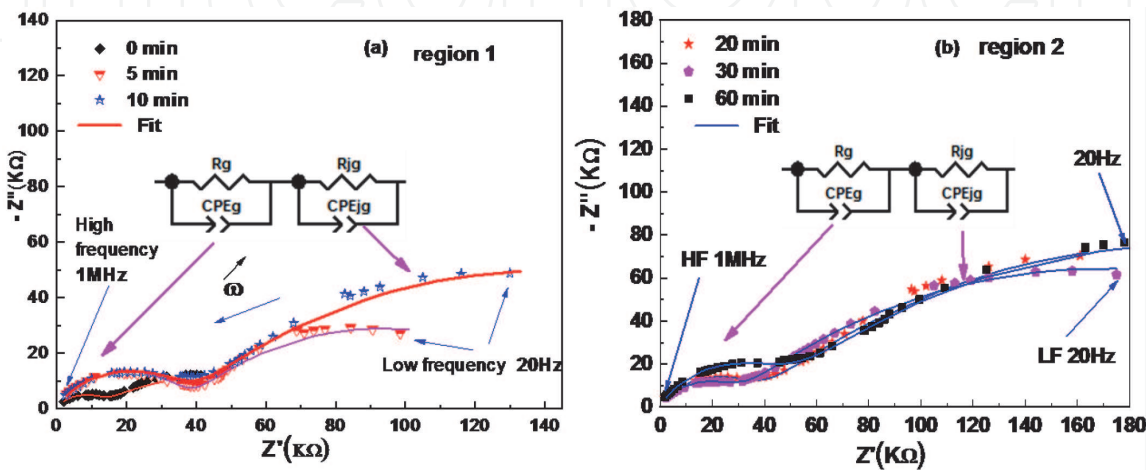 (a) region 1
0 min
5 min
10 min
Fit
Rg Rjg
CPEg CPEjg
High
frequency
1MHz
ω
Low frequency 20Hz
- Z"(KΩ)
140
120
100
80
60
40
20
0
0 20 40 60 80 100 120 140
Z'(KΩ)
(b) region 2
20 min
30 min
60 min
Fit
20Hz
Rg Rjg
CPEg CPEjg
HF 1MHz
LF 20Hz
- Z"(KΩ)
180
160
140
120
100
80
60
40
20
0
0 20 40 60 80 100 120 140 160 180
Z'(KΩ)